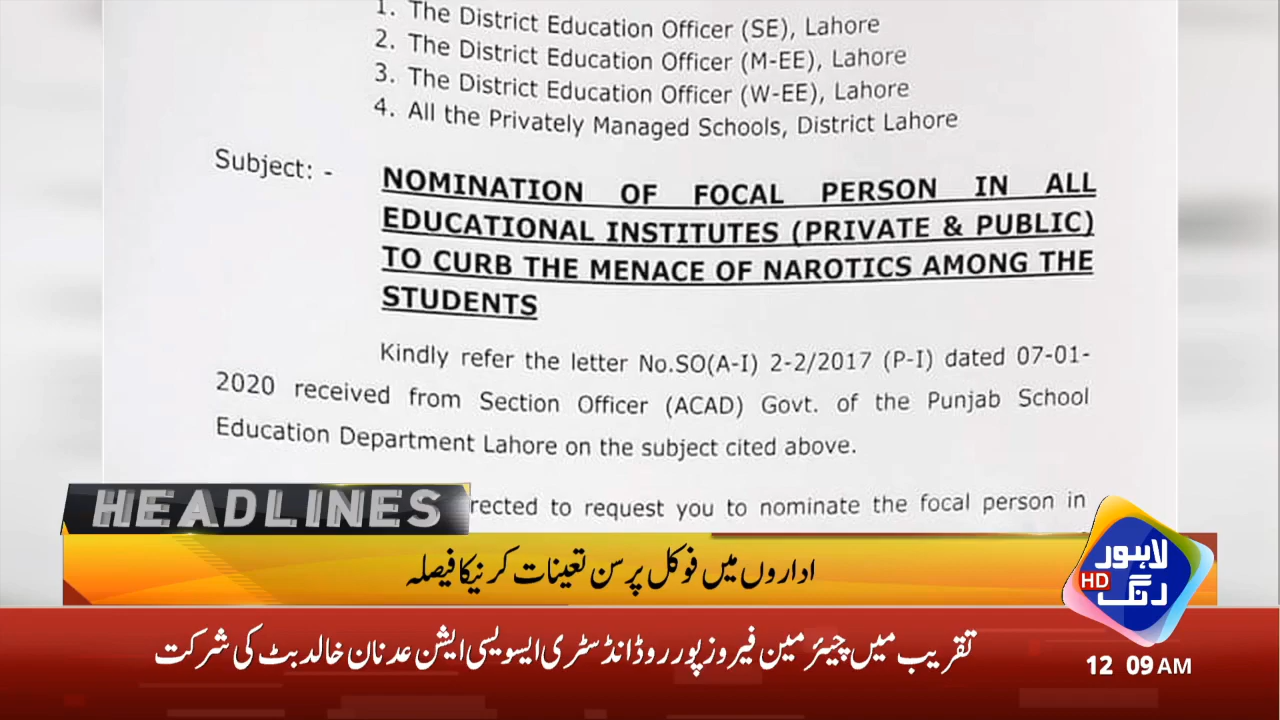 1. The District Education Officer (SE), Lahore
2. The District Education Officer (M-EE), Lahore
3. The District Education Officer (W-EE), Lahore
4. All the Privately Managed Schools, District Lahore
Subject: - NOMINATION OF FOCAL PERSON IN ALL
EDUCATIONAL INSTITUTES (PRIVATE & PUBLIC)
TO CURB THE MENACE OF NAROTICS AMONG THE
STUDENTS
Kindly refer the letter No.SO(A-I) 2-2/2017 (P-I) dated 07-01-
2020 received from Section Officer (ACAD) Govt. of the Punjab School
Education Department Lahore on the subject cited above.
rected to request you to nominate the focal person in
HEADLINES
اداروں میں فوکل پرسن تعینات کرنیکا فیصلہ
لاہور
HD
رنگ
تقریب میں چیئرمین فیروزپور روڈ انڈسٹری ایسویسی ایشن عدنان خالد بٹ کی شرکت
12 09 AM